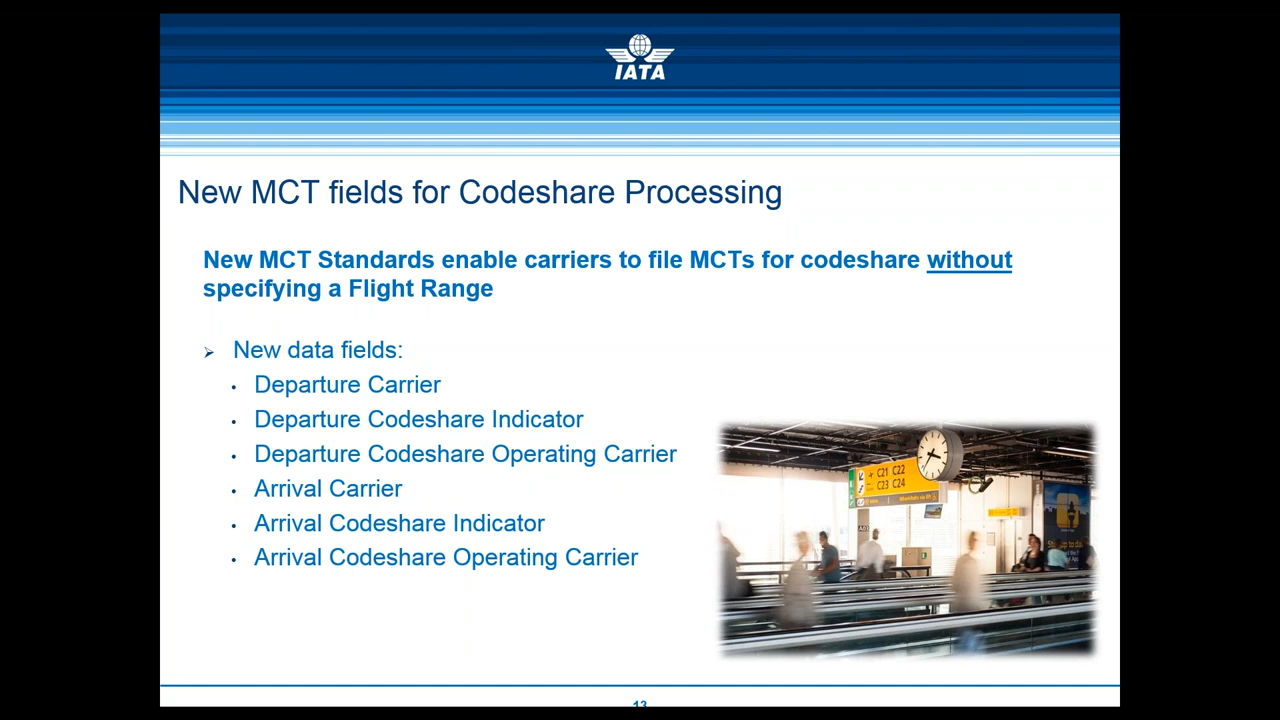 IATA
New MCT fields for Codeshare Processing
New MCT Standards enable carriers to file MCTs for codeshare without
specifying a Flight Range
➢ New data fields:
• Departure Carrier
• Departure Codeshare Indicator
• Departure Codeshare Operating Carrier
• Arrival Carrier
• Arrival Codeshare Indicator
• Arrival Codeshare Operating Carrier
C21 C22
C23 C24
13